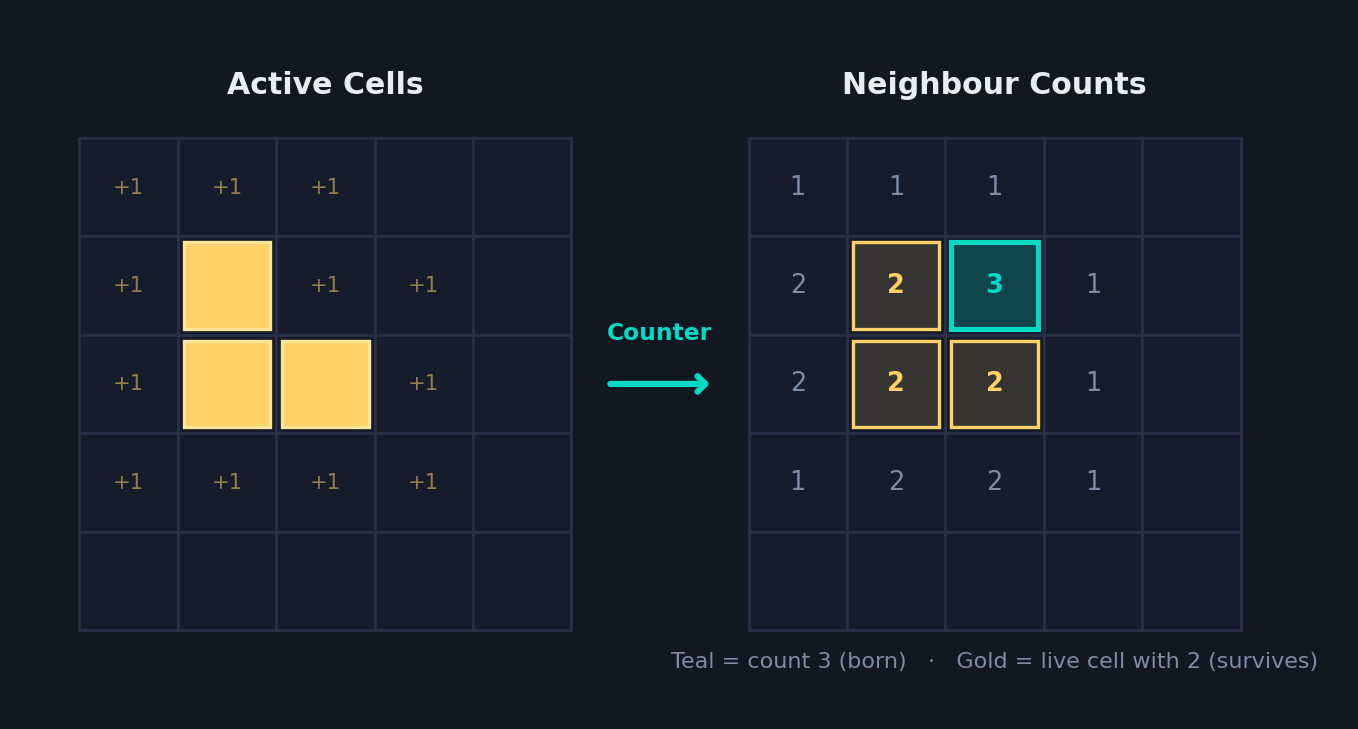 Active Cells
+1 +1 +1
+1 +1 +1
+1 +1
+1 +1 +1 +1
Counter
Neighbour Counts
1 1 1
2 2 3 1
2 2 2 1
1 2 2 1
Teal = count 3 (born) · Gold = live cell with 2 (survives)